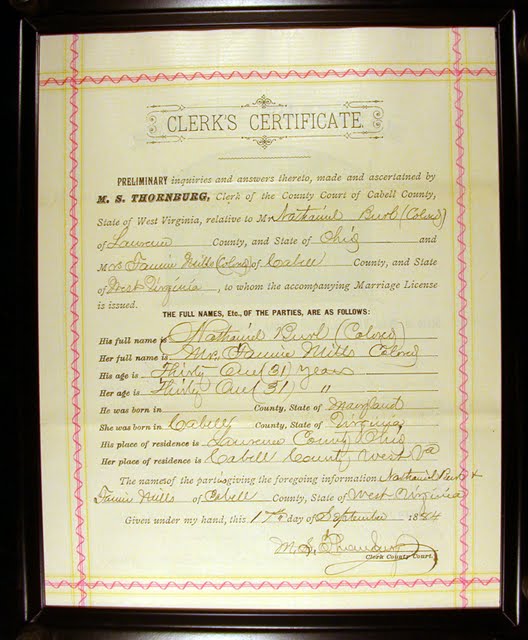 CLERK'S CERTIFICATE.
PRELIMINARY inquiries and answers thereto, made and ascertained by
M. S. THORNBURG, Clerk of the County Court of Cabell County,
State of West Virginia, relative to Mr Nathaniel Burl (Colored)
of Lawrence County, and State of Ohio and
Mrs Fannie Mills (Colored) of Cabell County, and State
of West Virginia, to whom the accompanying Marriage License
is issued.
THE FULL NAMES, Etc., OF THE PARTIES, ARE AS FOLLOWS:
His full name is Nathaniel Burl (Colored)
Her full name is Mrs Fannie Mills Colored
His age is Thirty One (31) years
Her age is Thirty One (31) "
He was born in County, State of Maryland
She was born in Cabell County, State of Virginia
His place of residence is Lawrence County Ohio
Her place of residence is Cabell County West Va
The names of the parties giving the foregoing information Nathaniel &
Fannie Mills of Cabell County, State of West Virginia
Given under my hand, this day of September 1884
M. S. Thornburg
Clerk County Court.